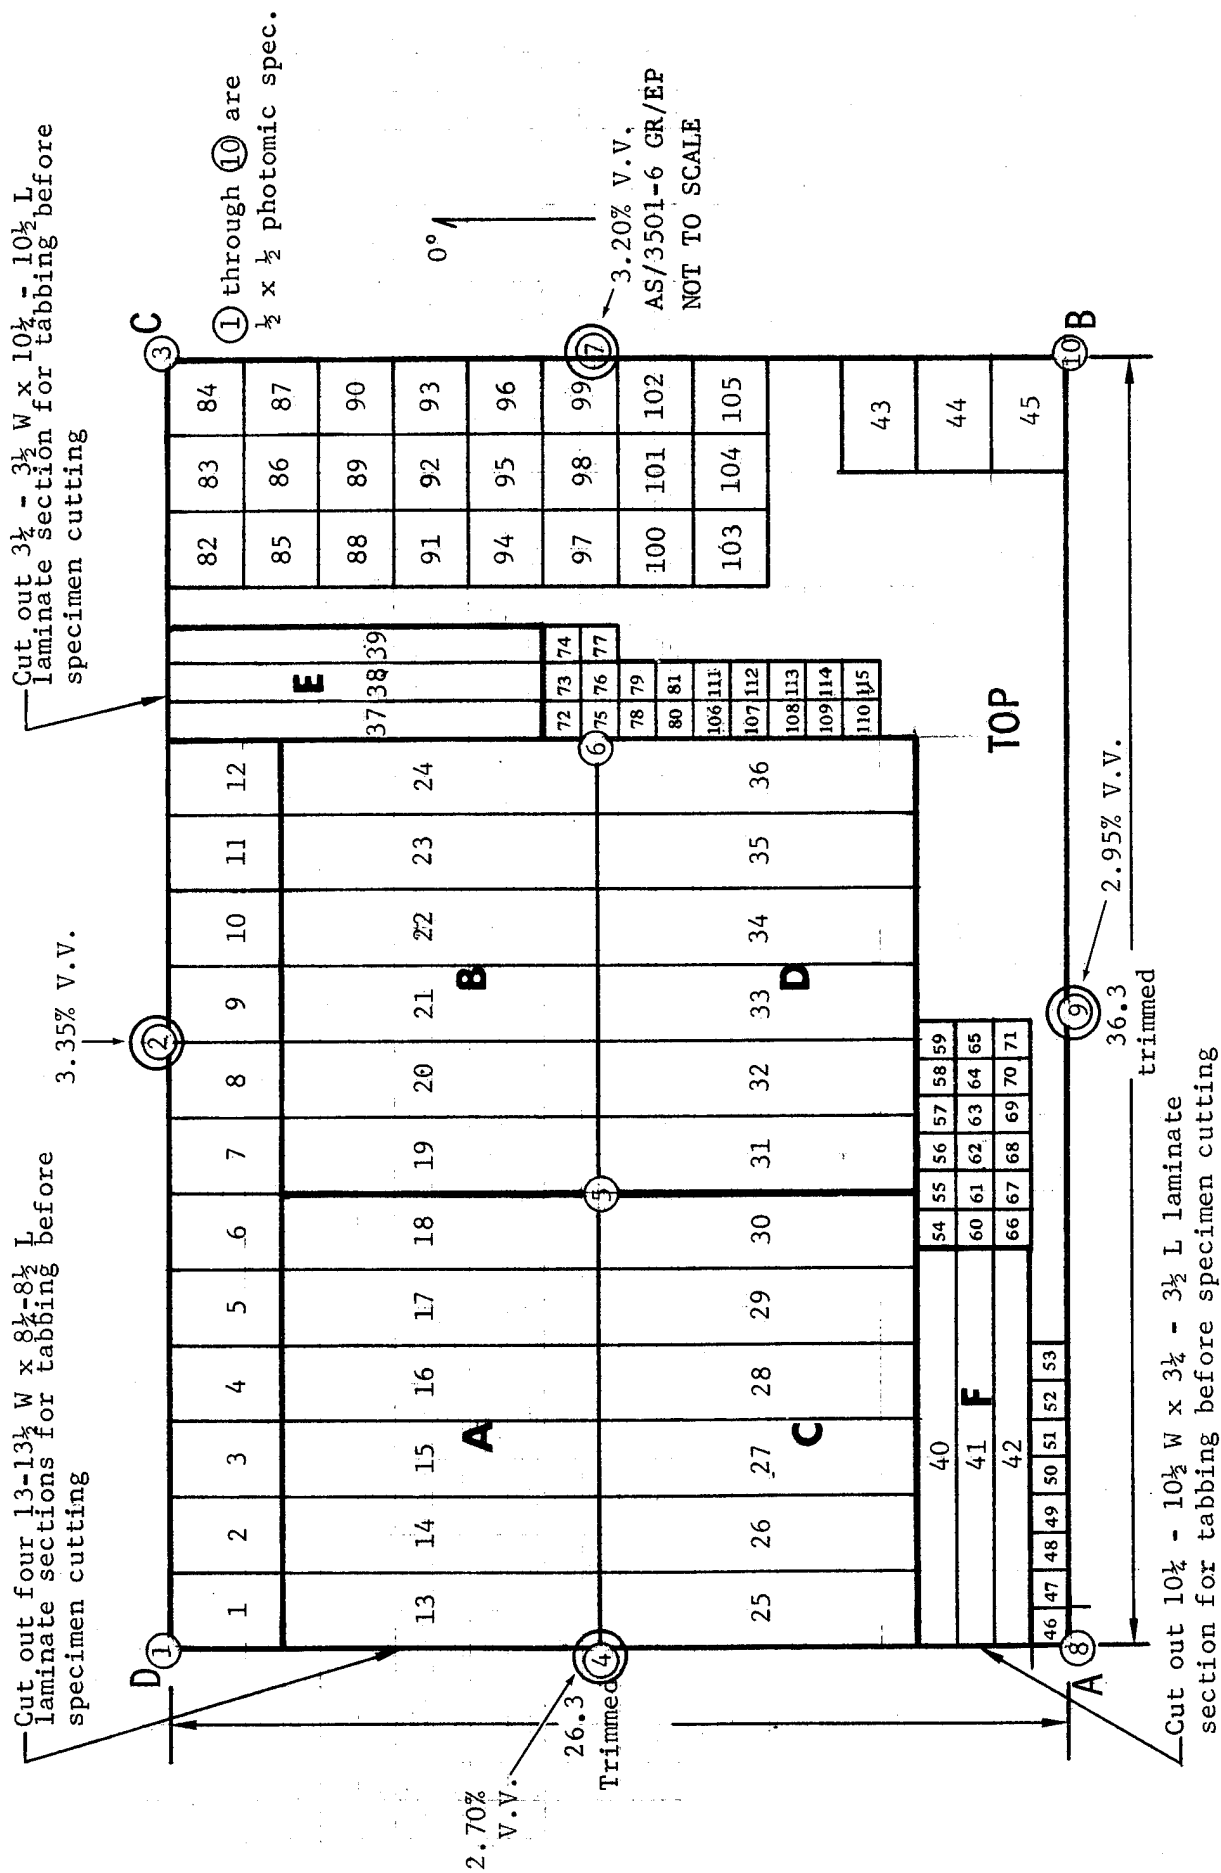 Cut out four 13-13½ W x 8¼-8½ L
laminate sections for tabbing before
specimen cutting
3.35% V.V.
Cut out 3¼ - 3½ W x 10¼ - 10½ L
laminate section for tabbing before
specimen cutting
D
1
2
3
C
1 through 10 are
½ x ½ photomic spec.
0°
1 2 3 4 5 6 7 8 9 10 11 12
13 14 15 16 17 18 19 20 21 22 23 24
A
B
E
37 38 39
82 83 84
85 86 87
88 89 90
91 92 93
94 95 96
97 98 99
100 101 102
103 104 105
72 73 74
75 76 77
78 79
80 81
106 111
107 112
108 113
109 114
110 115
4
5
6
7
3.20% V.V.
AS/3501-6 GR/EP
NOT TO SCALE
2.70%
V.V.
26.3
Trimmed
25 26 27 28 29 30 31 32 33 34 35 36
C
D
40
41
42
F
54 55 56 57 58 59
60 61 62 63 64 65
66 67 68 69 70 71
46 47 48 49 50 51 52 53
43
44
45
TOP
8
A
9
2.95% V.V.
10
B
36.3
trimmed
Cut out 10¼ - 10½ W x 3¼ - 3½ L laminate
section for tabbing before specimen cutting